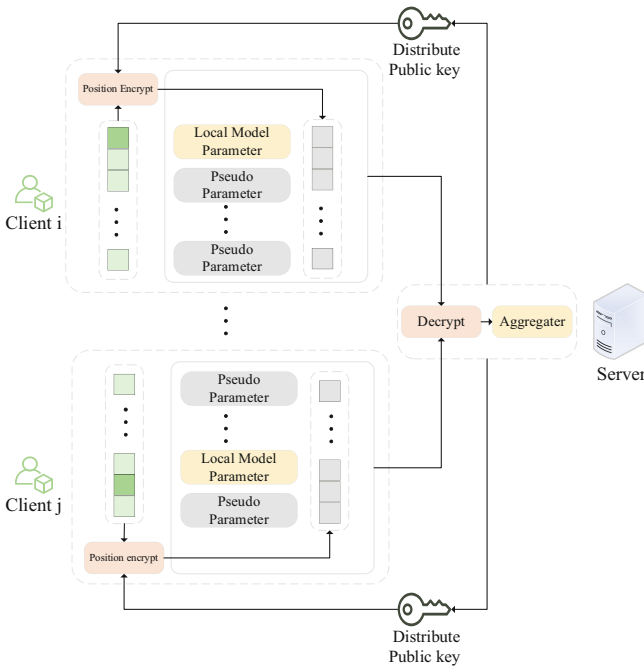 Distribute
Public key
Position Encrypt
Local Model
Parameter
Pseudo
Parameter
Pseudo
Parameter
Client i
Decrypt
Aggregater
Server
Pseudo
Parameter
Local Model
Parameter
Pseudo
Parameter
Client j
Position encrypt
Distribute
Public key